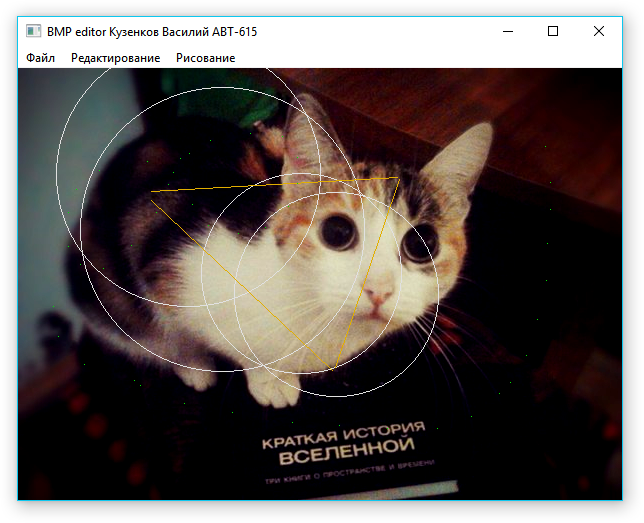 BMP editor Кузенков Василий АВТ-615
Файл Редактирование Рисование
КРАТКАЯ ИСТОРИЯ
ВСЕЛЕННОЙ
ТРИ КНИГИ О ПРОСТРАНСТВЕ И ВРЕМЕНИ